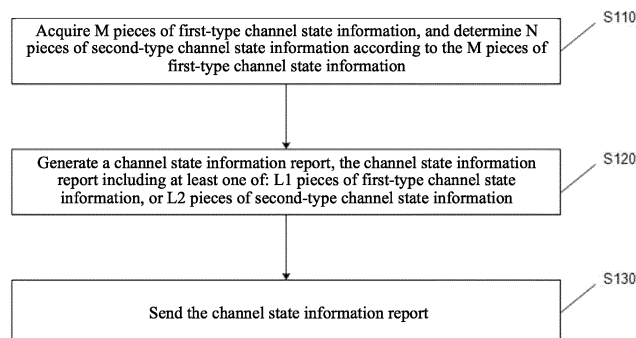 S110
Acquire M pieces of first-type channel state information, and determine N
pieces of second-type channel state information according to the M pieces of
first-type channel state information
S120
Generate a channel state information report, the channel state information
report including at least one of: L1 pieces of first-type channel state
information, or L2 pieces of second-type channel state information
S130
Send the channel state information report